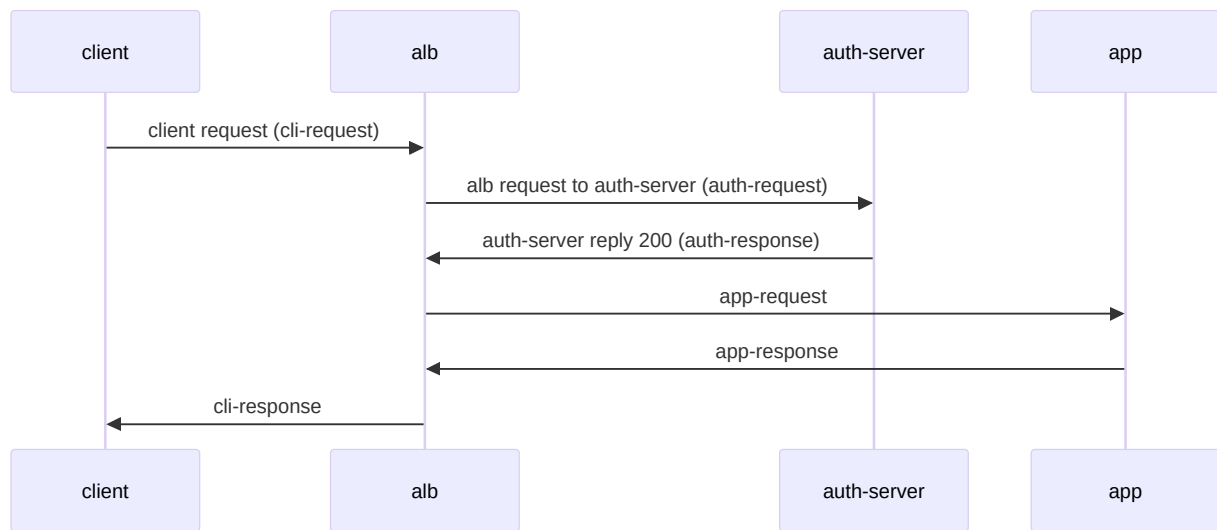 client
alb
auth-server
app
client request (cli-request)
alb request to auth-server (auth-request)
auth-server reply 200 (auth-response)
app-request
app-response
cli-response
client
alb
auth-server
app